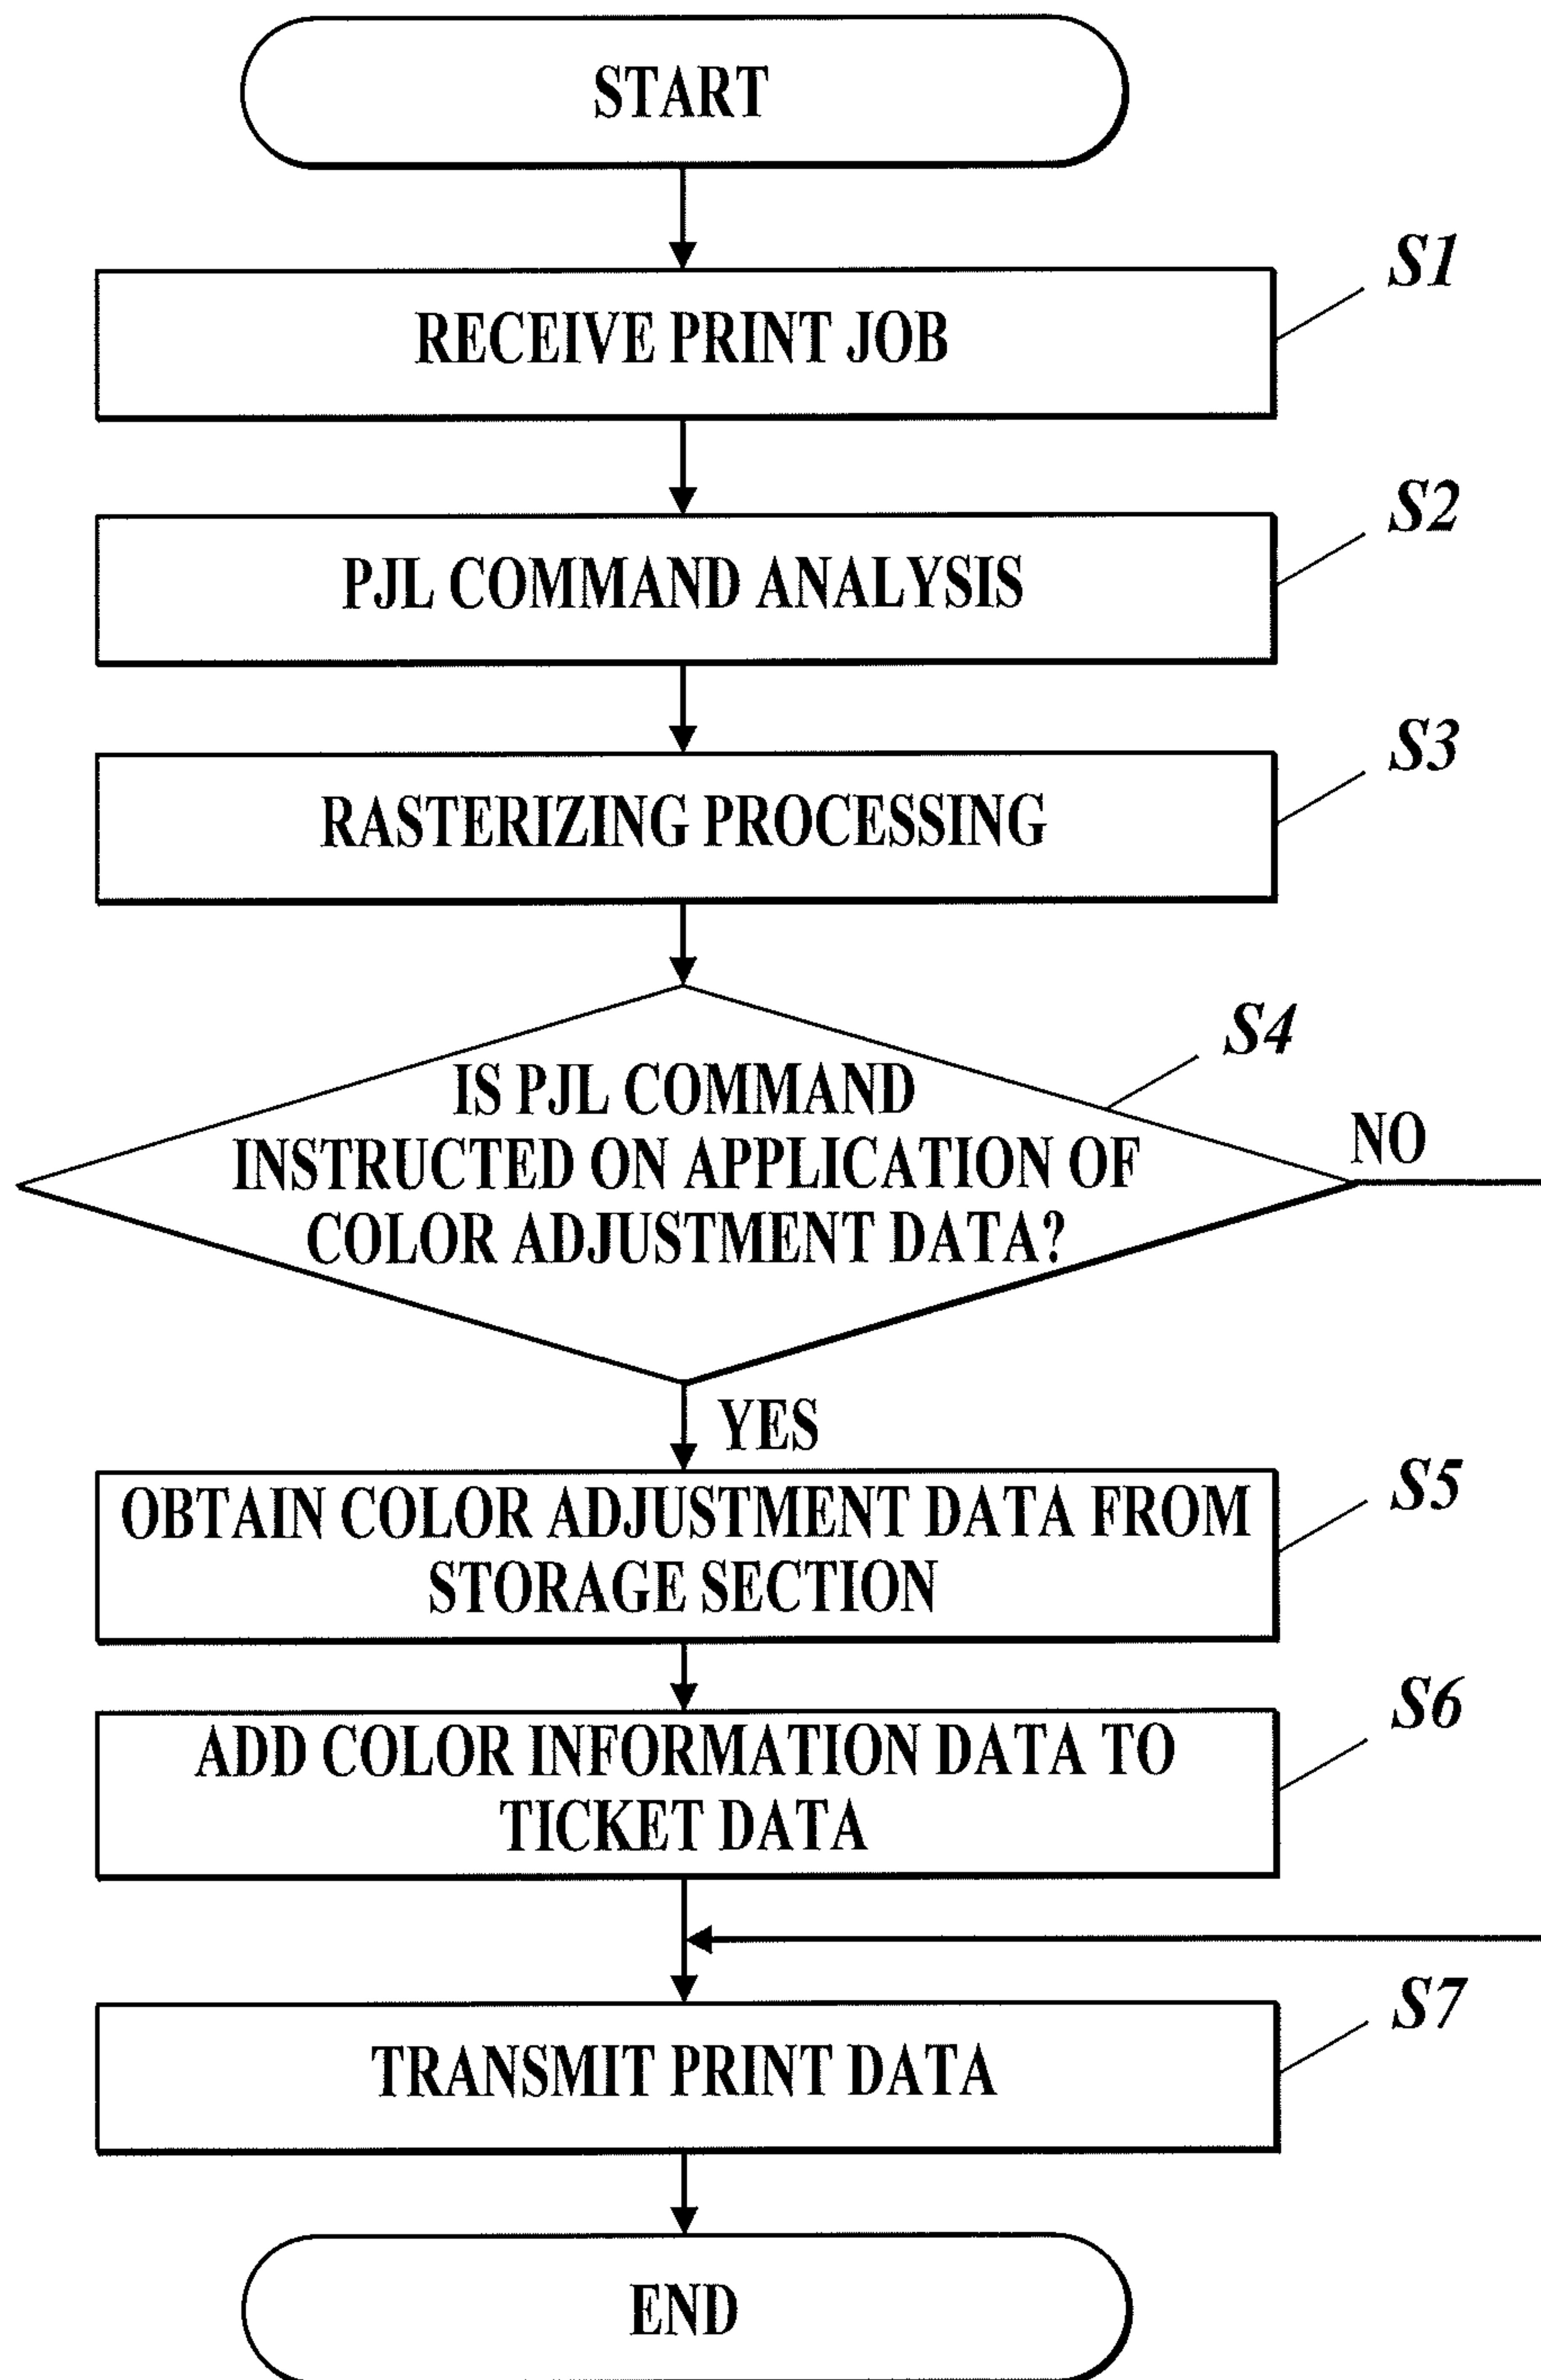 START
S1
RECEIVE PRINT JOB
S2
PJL COMMAND ANALYSIS
S3
RASTERIZING PROCESSING
S4
IS PJL COMMAND
INSTRUCTED ON APPLICATION OF
COLOR ADJUSTMENT DATA?
NO
YES
S5
OBTAIN COLOR ADJUSTMENT DATA FROM
STORAGE SECTION
S6
ADD COLOR INFORMATION DATA TO
TICKET DATA
S7
TRANSMIT PRINT DATA
END